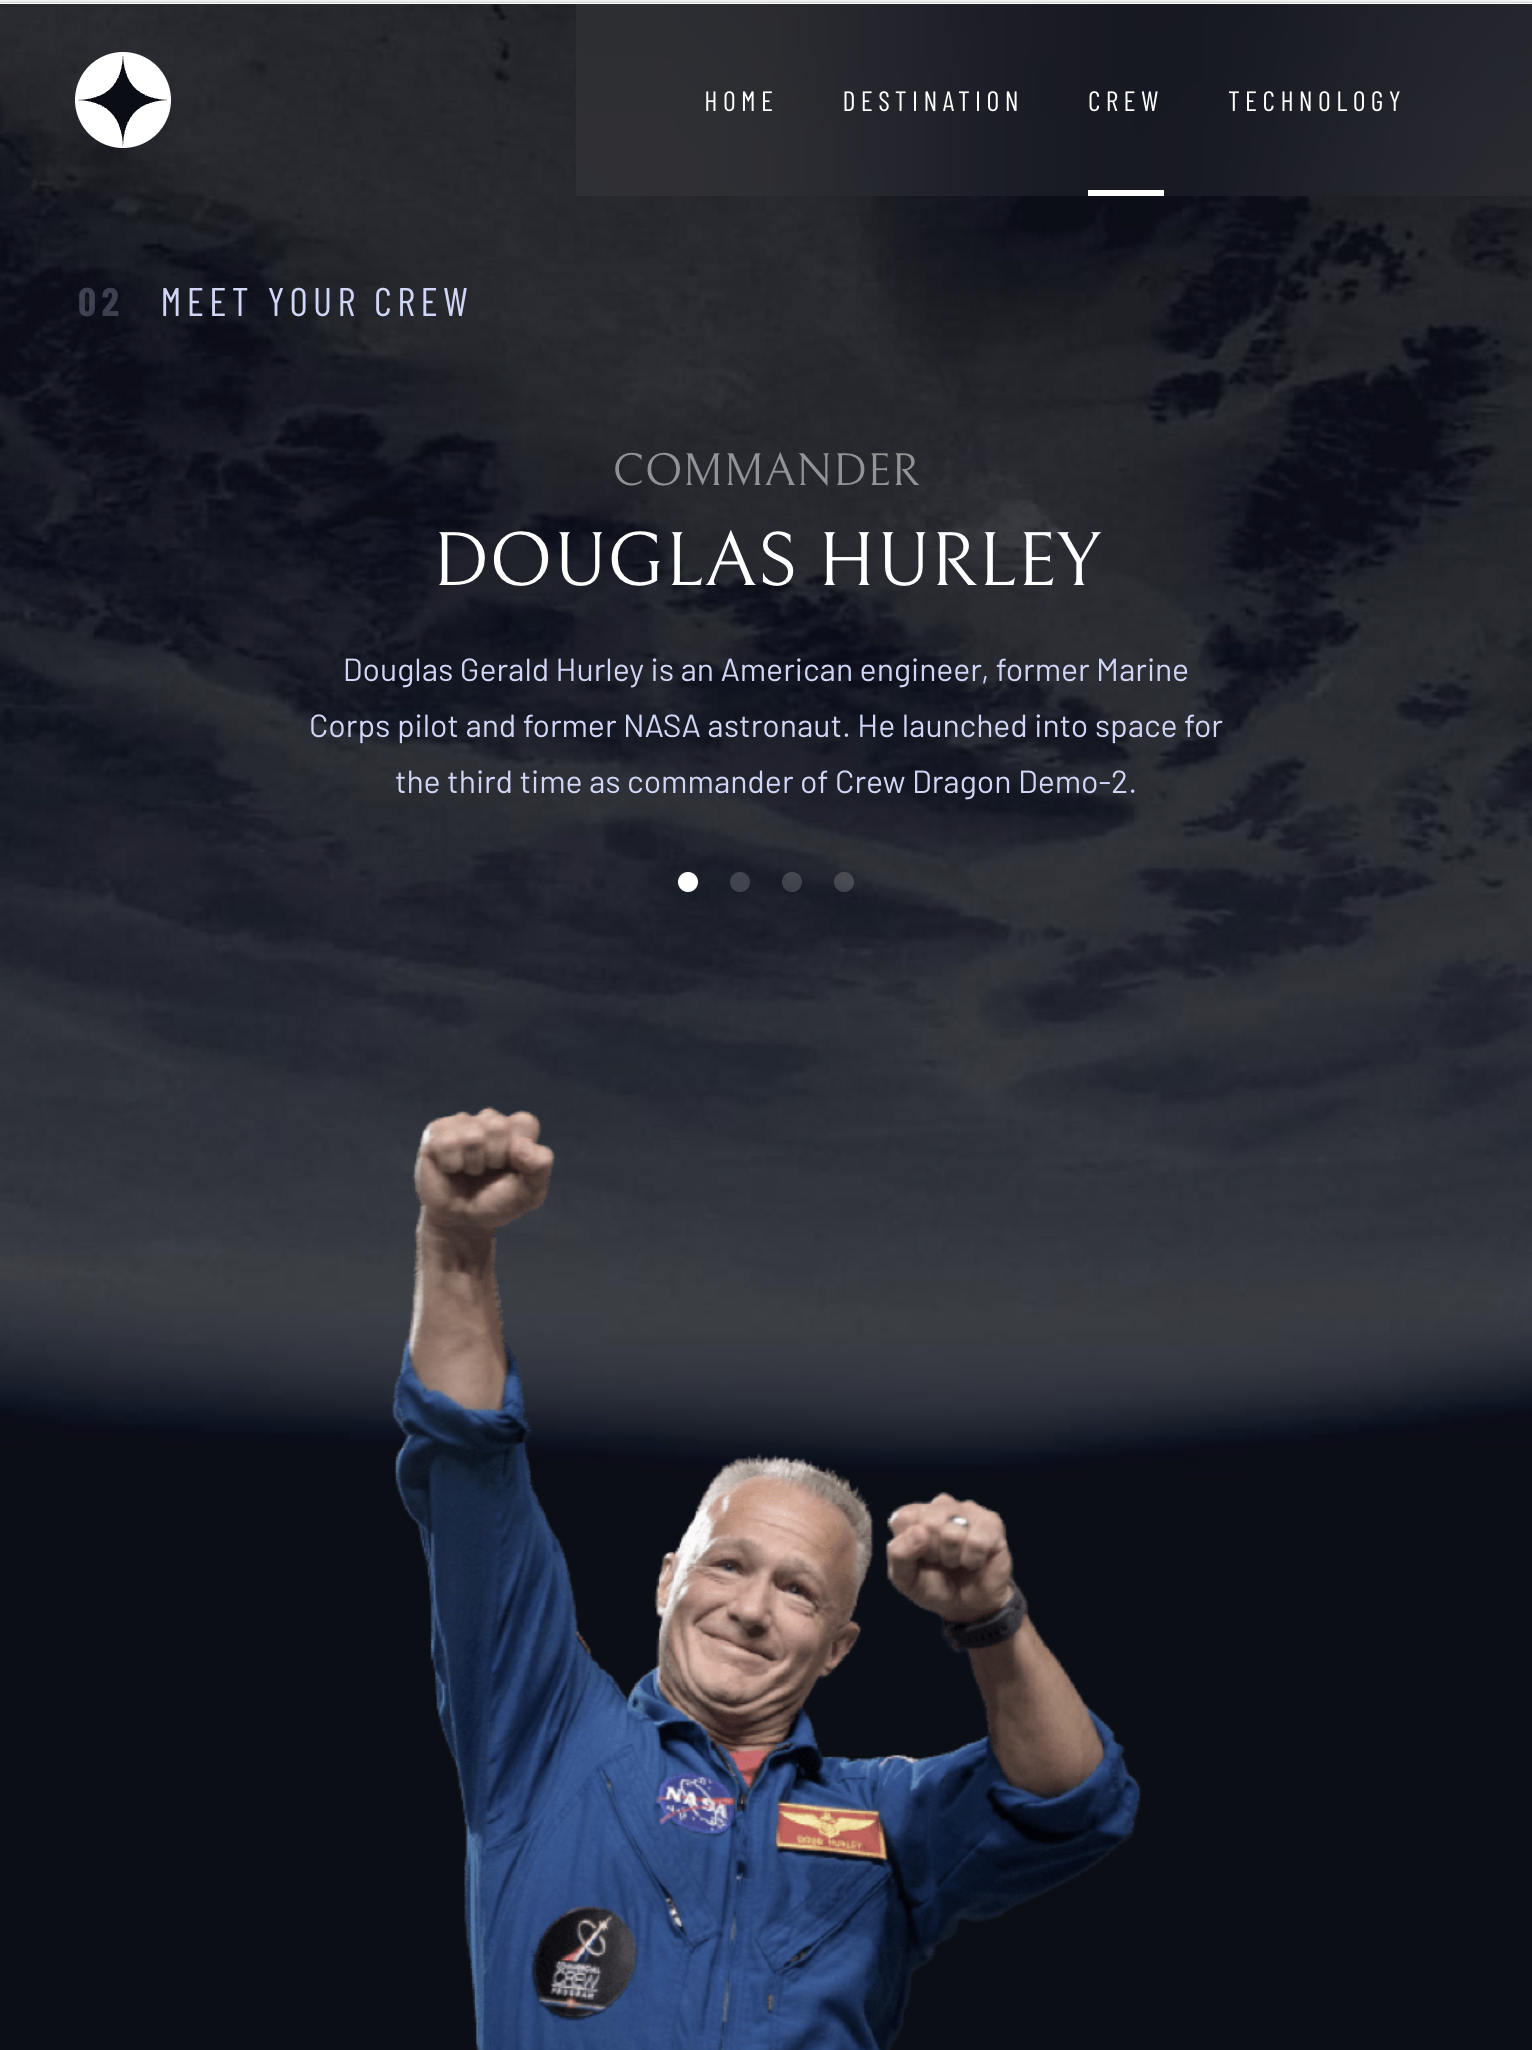 HOME DESTINATION CREW TECHNOLOGY
02 MEET YOUR CREW
COMMANDER
DOUGLAS HURLEY
Douglas Gerald Hurley is an American engineer, former Marine
Corps pilot and former NASA astronaut. He launched into space for
the third time as commander of Crew Dragon Demo-2.
NASA
DOUG HURLEY
COMMERCIAL
CREW
PROGRAM